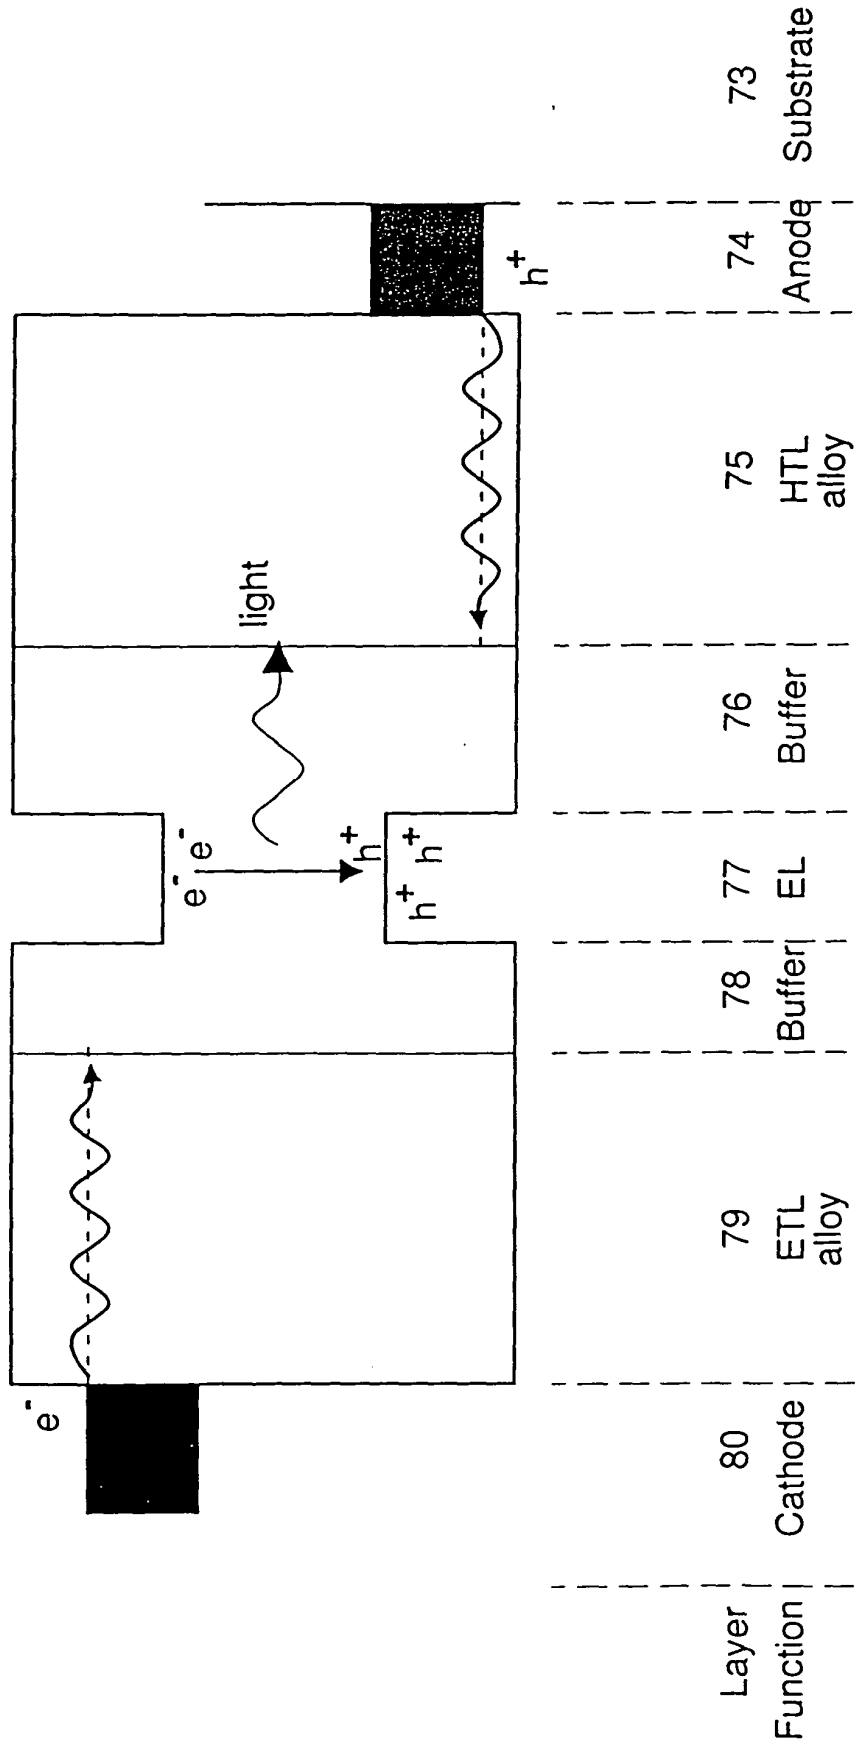 e⁻
e⁻ e⁻
light
h⁺
h⁺ h⁺
h⁺
Layer 80 79 78 77 76 75 74 73
Function Cathode ETL Buffer EL Buffer HTL Anode Substrate
alloy alloy